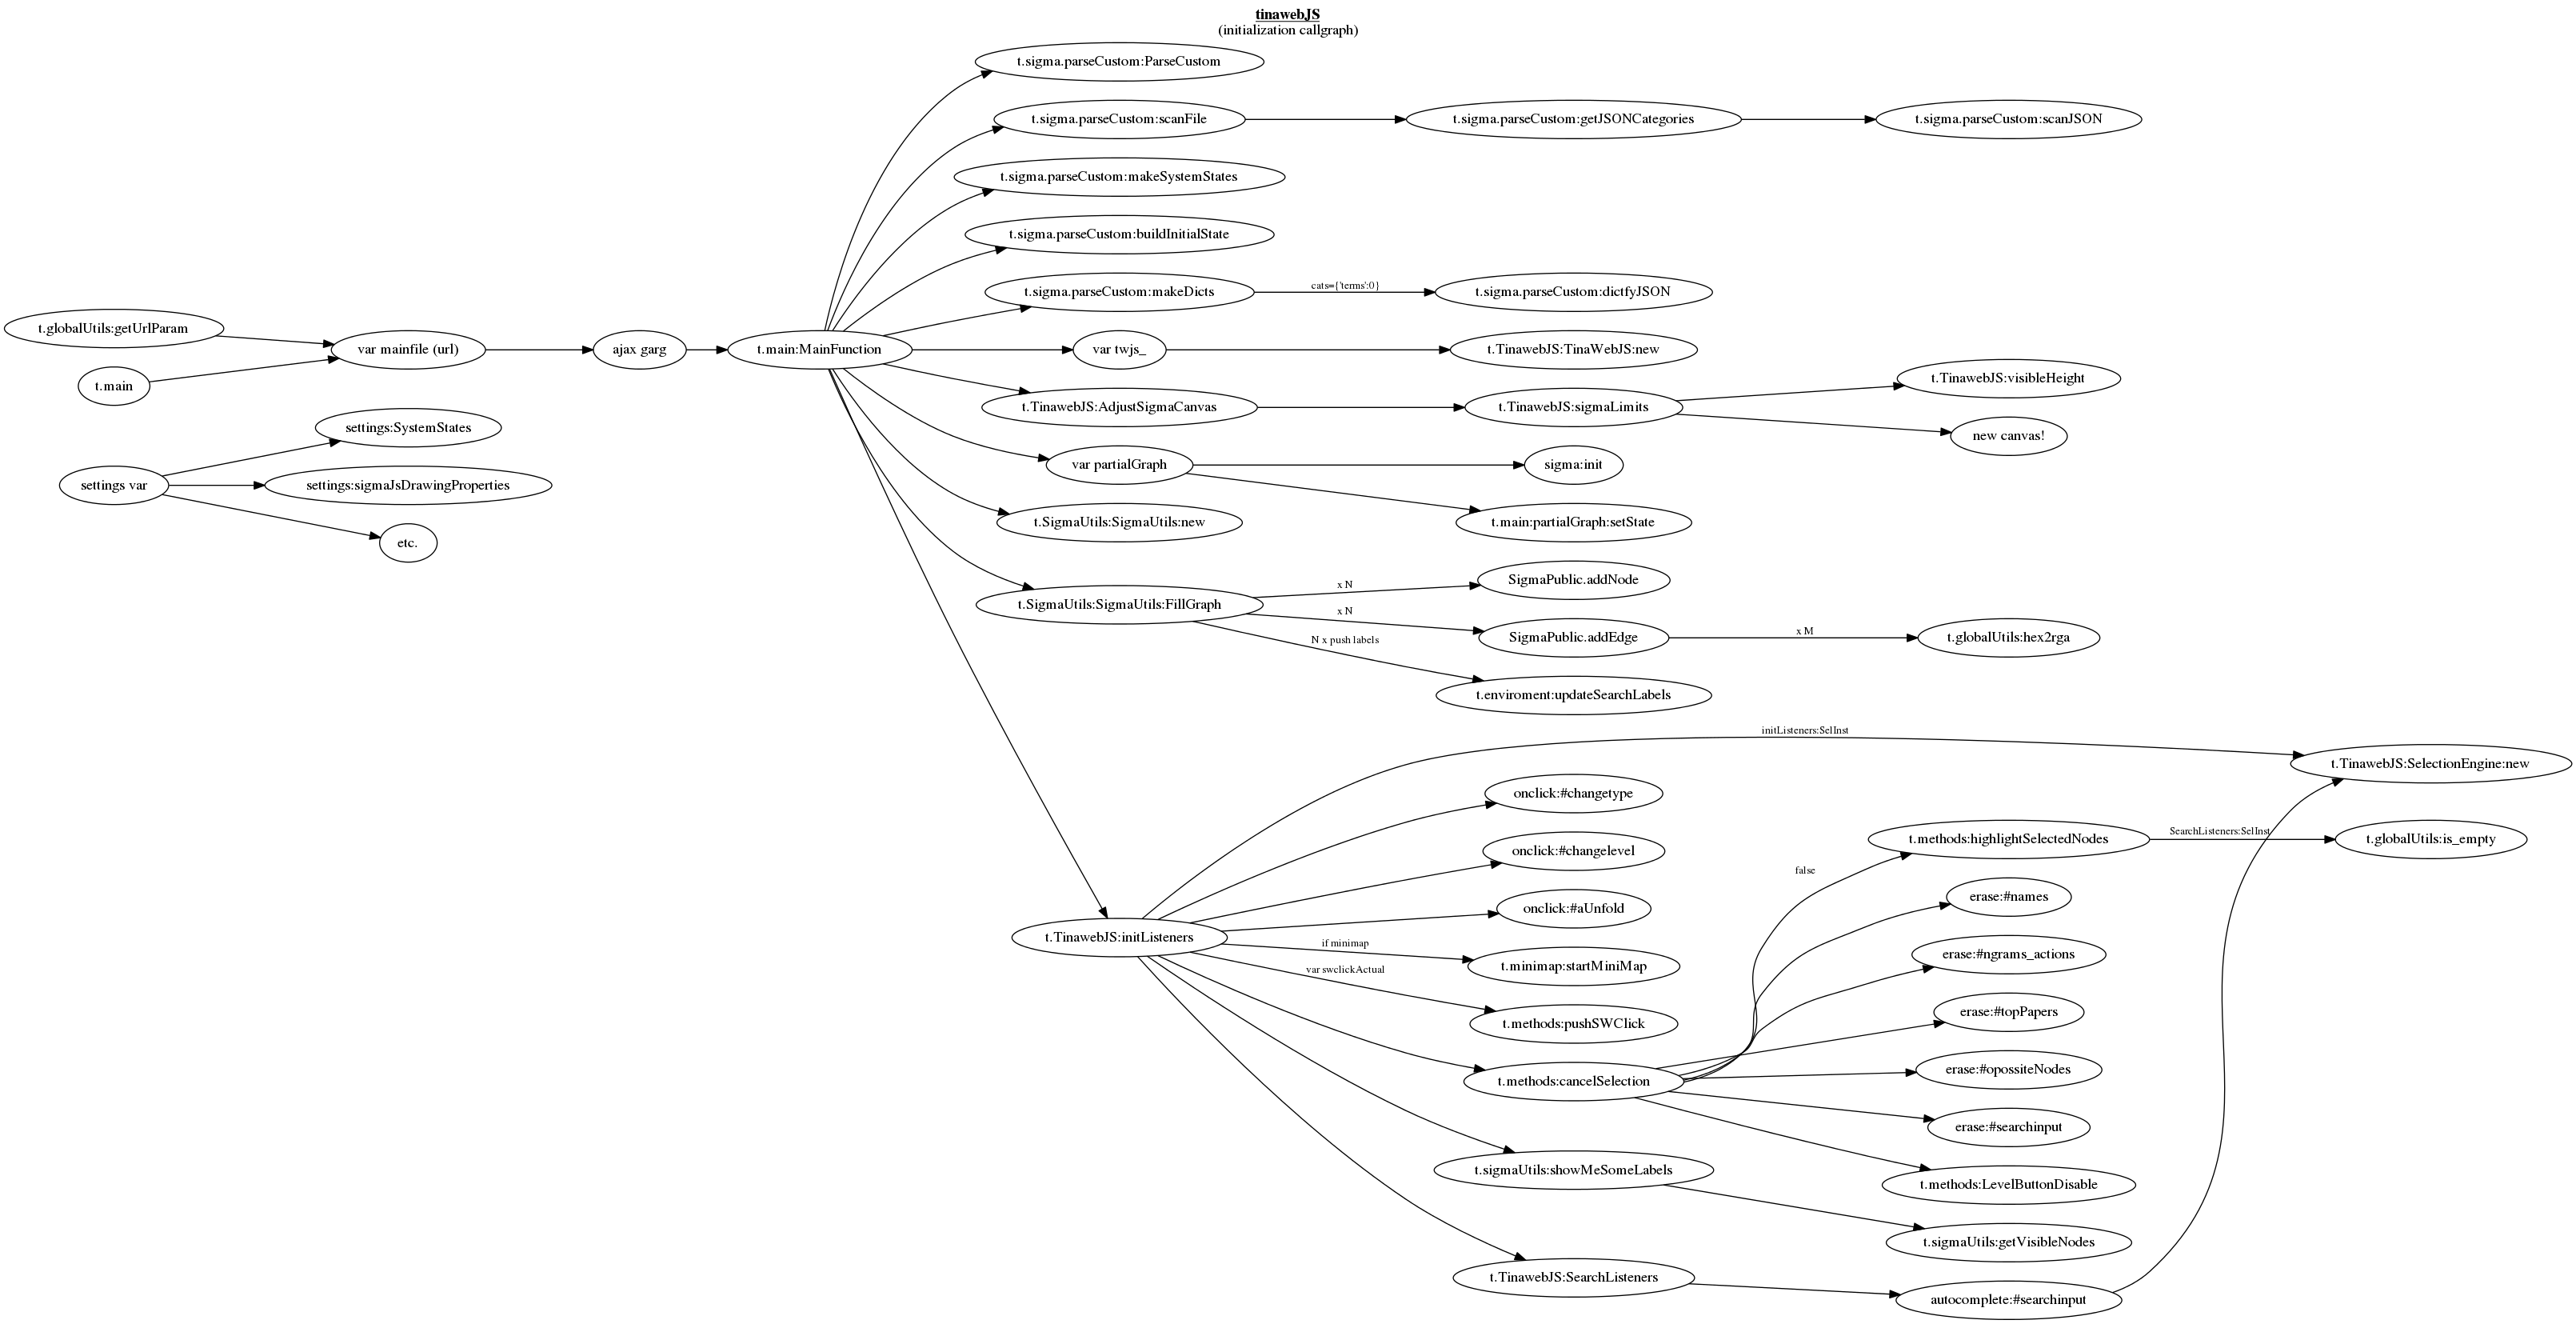 tinawebJS
(initialization callgraph)
t.sigma.parseCustom:ParseCustom
t.sigma.parseCustom:scanFile
t.sigma.parseCustom:getJSONCategories
t.sigma.parseCustom:scanJSON
t.sigma.parseCustom:makeSystemStates
t.sigma.parseCustom:buildInitialState
t.sigma.parseCustom:makeDicts
cats={'terms':0}
t.sigma.parseCustom:dictfyJSON
t.globalUtils:getUrlParam
var mainfile (url)
ajax garg
t.main:MainFunction
var twjs_
t.TinawebJS:TinaWebJS:new
t.main
t.TinawebJS:AdjustSigmaCanvas
t.TinawebJS:sigmaLimits
t.TinawebJS:visibleHeight
new canvas!
settings:SystemStates
settings var
settings:sigmaJsDrawingProperties
etc.
var partialGraph
sigma:init
t.SigmaUtils:SigmaUtils:new
t.main:partialGraph:setState
t.SigmaUtils:SigmaUtils:FillGraph
x N
SigmaPublic.addNode
x N
SigmaPublic.addEdge
x M
t.globalUtils:hex2rga
N x push labels
t.enviroment:updateSearchLabels
initListeners:SelInst
t.TinawebJS:SelectionEngine:new
onclick:#changetype
onclick:#changelevel
t.methods:highlightSelectedNodes
SearchListeners:SelInst
t.globalUtils:is_empty
false
onclick:#aUnfold
erase:#names
t.TinawebJS:initListeners
if minimap
t.minimap:startMiniMap
erase:#ngrams_actions
var swclickActual
t.methods:pushSWClick
erase:#topPapers
t.methods:cancelSelection
erase:#opossiteNodes
erase:#searchinput
t.sigmaUtils:showMeSomeLabels
t.methods:LevelButtonDisable
t.sigmaUtils:getVisibleNodes
t.TinawebJS:SearchListeners
autocomplete:#searchinput